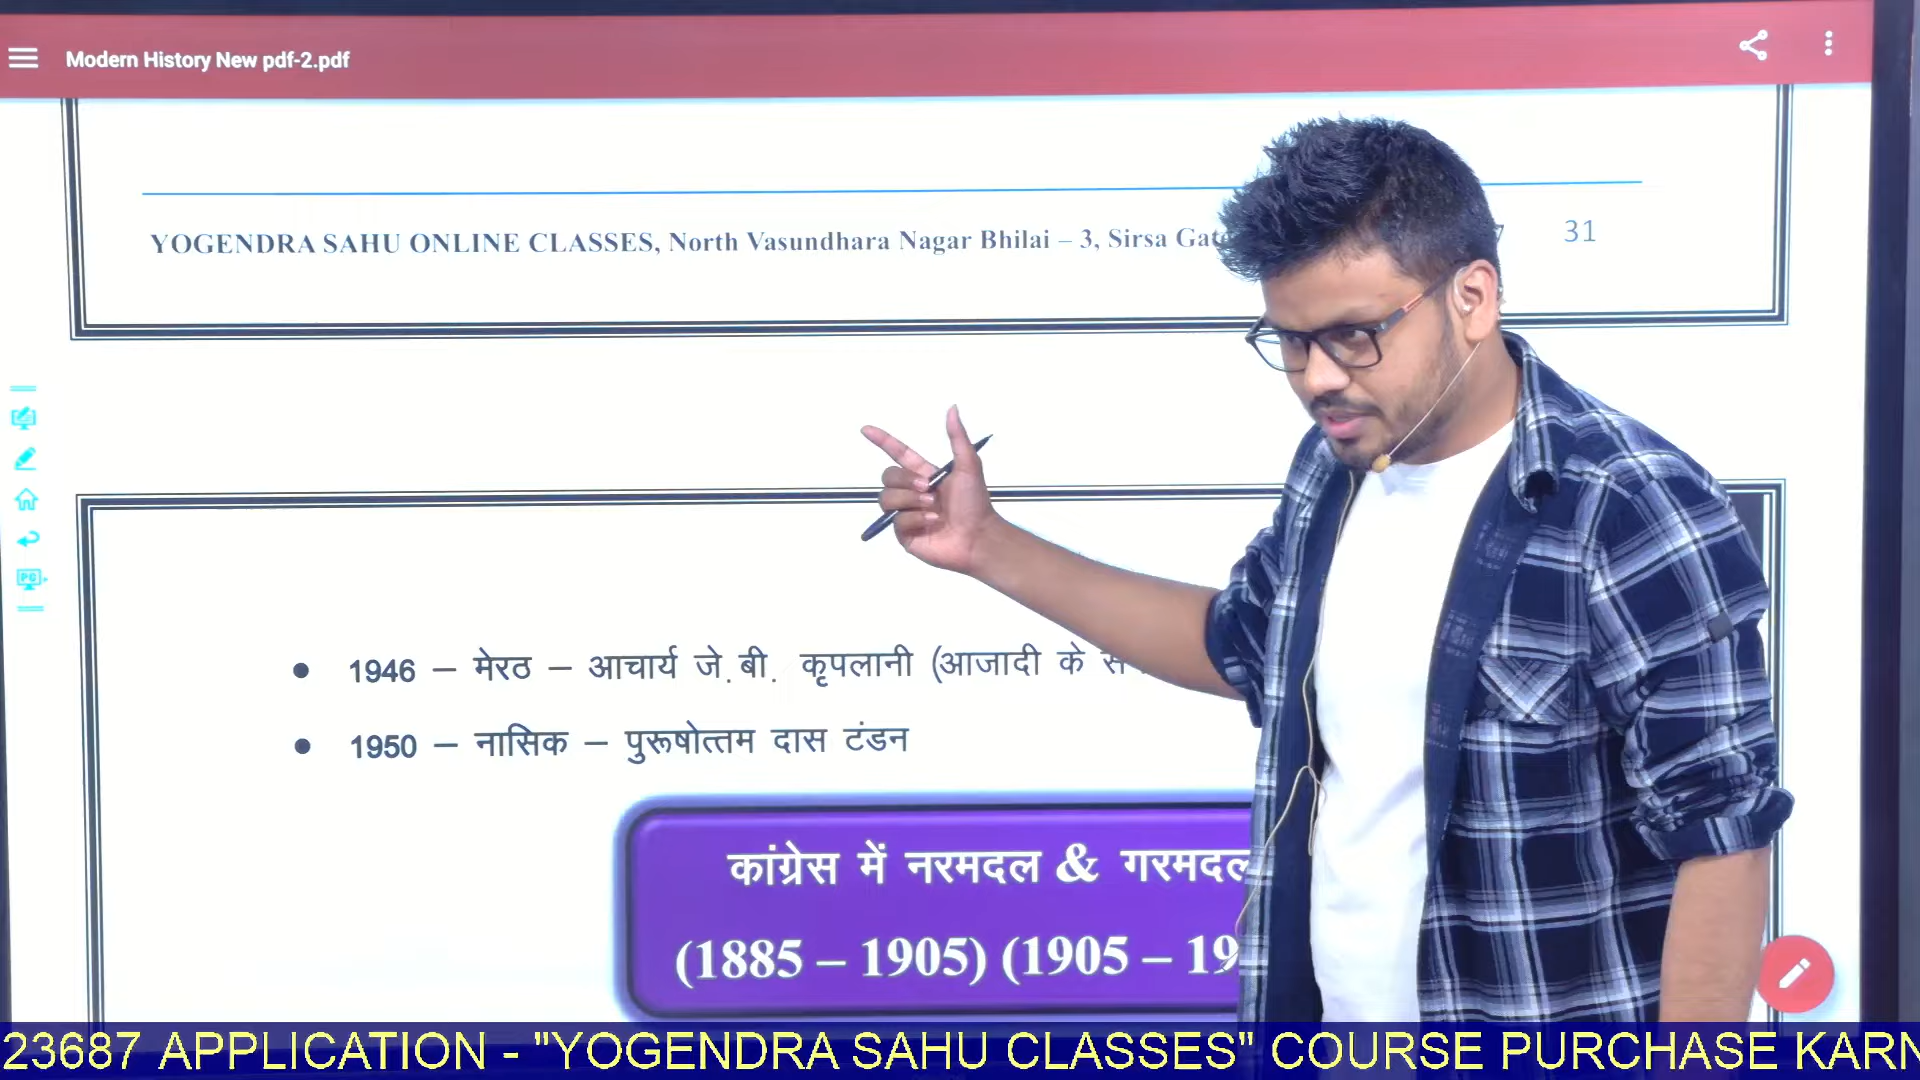 Modern History New pdf-2.pdf
YOGENDRA SAHU ONLINE CLASSES, North Vasundhara Nagar Bhilai – 3, Sirsa Gate 31
• 1946 – मेरठ – आचार्य जे.बी. कृपलानी (आजादी के
• 1950 – नासिक – पुरूषोत्तम दास टंडन
कांग्रेस में नरमदल & गरमदल
(1885 – 1905) (1905 – 19
23687 APPLICATION - "YOGENDRA SAHU CLASSES" COURSE PURCHASE KARN